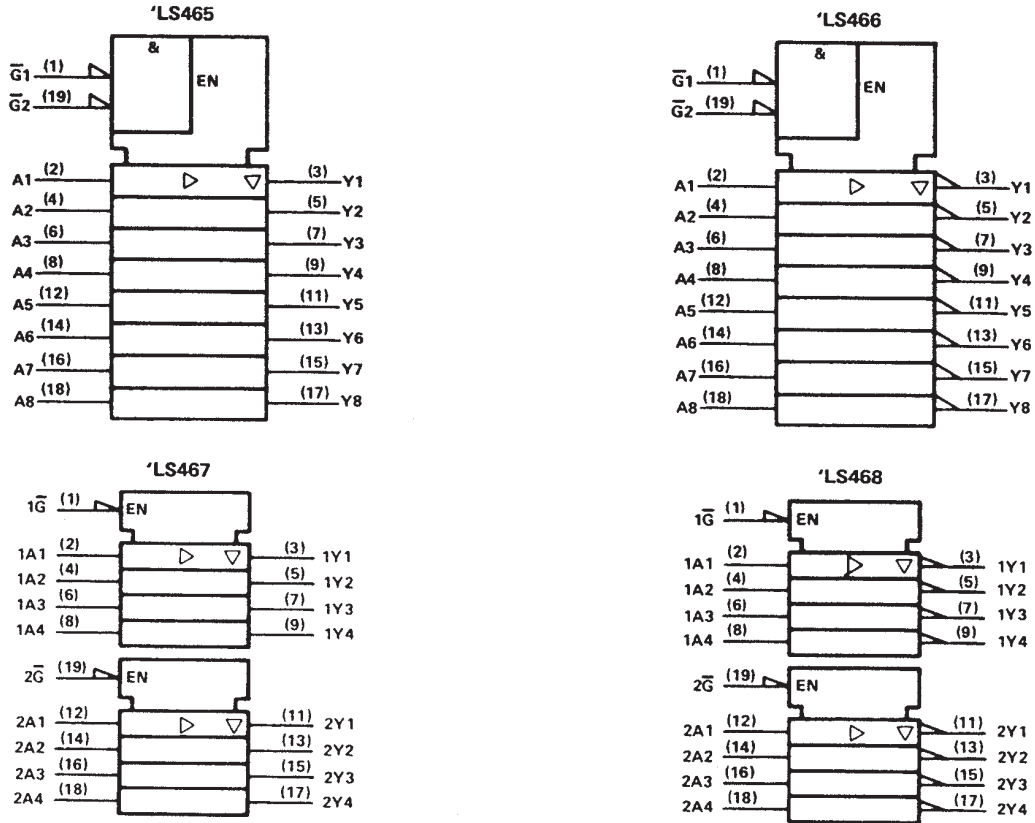 'LS465
&
G̅1 (1)
EN
G̅2 (19)
A1 (2) (3) Y1
A2 (4) (5) Y2
A3 (6) (7) Y3
A4 (8) (9) Y4
A5 (12) (11) Y5
A6 (14) (13) Y6
A7 (16) (15) Y7
A8 (18) (17) Y8
'LS466
&
G̅1 (1)
EN
G̅2 (19)
A1 (2) (3) Y1
A2 (4) (5) Y2
A3 (6) (7) Y3
A4 (8) (9) Y4
A5 (12) (11) Y5
A6 (14) (13) Y6
A7 (16) (15) Y7
A8 (18) (17) Y8
'LS467
1G̅ (1) EN
1A1 (2) (3) 1Y1
1A2 (4) (5) 1Y2
1A3 (6) (7) 1Y3
1A4 (8) (9) 1Y4
2G̅ (19) EN
2A1 (12) (11) 2Y1
2A2 (14) (13) 2Y2
2A3 (16) (15) 2Y3
2A4 (18) (17) 2Y4
'LS468
1G̅ (1) EN
1A1 (2) (3) 1Y1
1A2 (4) (5) 1Y2
1A3 (6) (7) 1Y3
1A4 (8) (9) 1Y4
2G̅ (19) EN
2A1 (12) (11) 2Y1
2A2 (14) (13) 2Y2
2A3 (16) (15) 2Y3
2A4 (18) (17) 2Y4